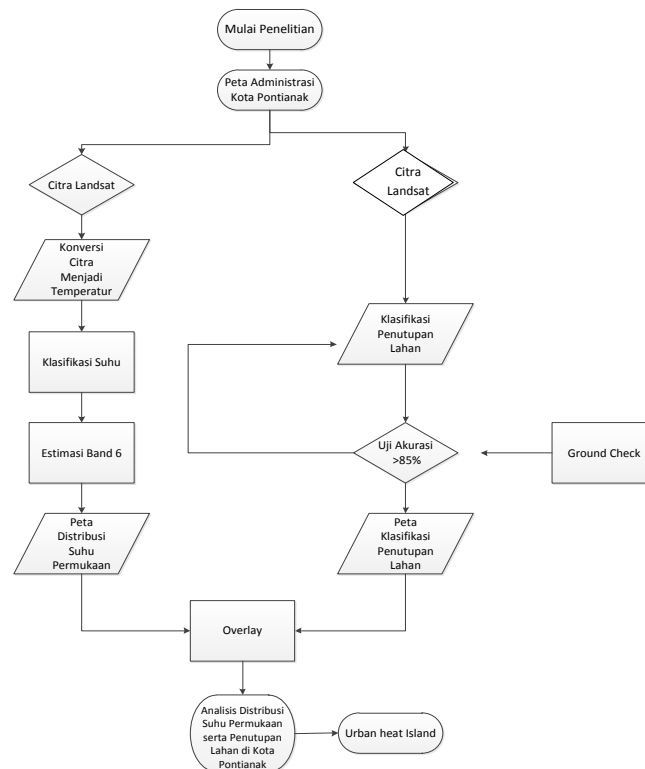 Mulai Penelitian
Peta Administrasi
Kota Pontianak
Citra Landsat
Citra
Landsat
Konversi
Citra
Menjadi
Temperatur
Klasifikasi
Penutupan
Lahan
Klasifikasi Suhu
Estimasi Band 6
Uji Akurasi
>85%
Ground Check
Peta
Distribusi
Suhu
Permukaan
Peta
Klasifikasi
Penutupan
Lahan
Overlay
Analisis Distribusi
Suhu Permukaan
serta Penutupan
Lahan di Kota
Pontianak
Urban heat Island